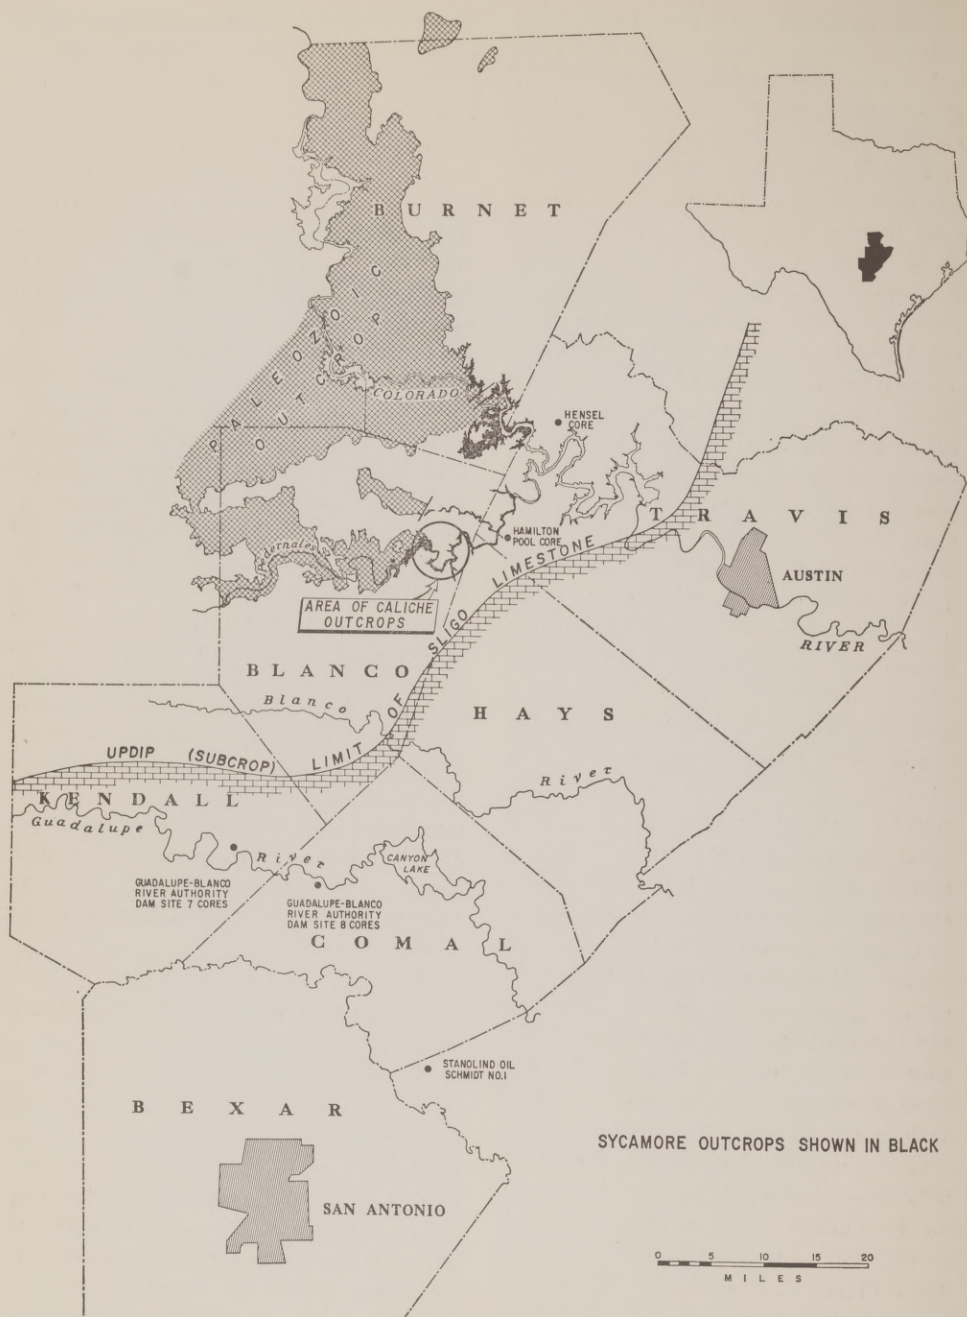 BURNET
PALEOZOIC
OUTCROP
COLORADO
HENSEL
CORE
TRAVIS
HAMILTON
POOL CORE
Pedernales R.
AREA OF CALICHE
OUTCROPS
AUSTIN
RIVER
BLANCO
Blanco
HAYS
UPDIP (SUBCROP) LIMIT OF SLIGO LIMESTONE
River
KENDALL
Guadalupe
River
CANYON
LAKE
GUADALUPE-BLANCO
RIVER AUTHORITY
DAM SITE 7 CORES
GUADALUPE-BLANCO
RIVER AUTHORITY
DAM SITE 8 CORES
COMAL
STANOLIND OIL
SCHMIDT NO.1
BEXAR
SYCAMORE OUTCROPS SHOWN IN BLACK
SAN ANTONIO
0 5 10 15 20
MILES